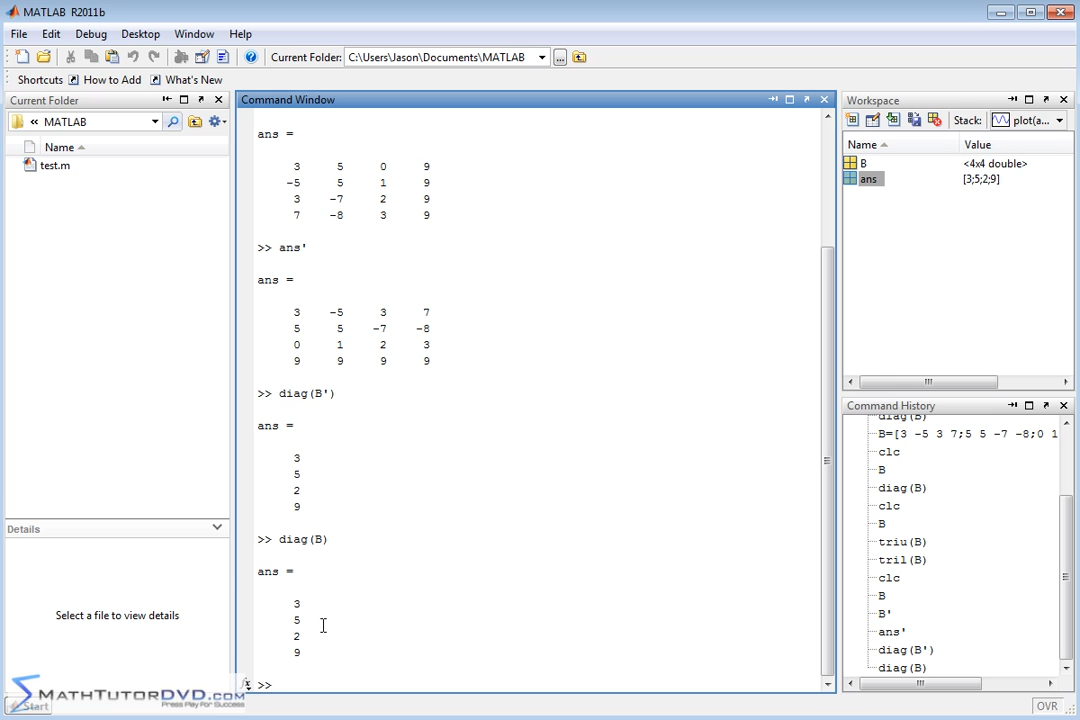 MATLAB R2011b
File Edit Debug Desktop Window Help
Current Folder: C:\Users\Jason\Documents\MATLAB
Shortcuts How to Add What's New
Current Folder
« MATLAB
Name
test.m
Details
Select a file to view details
Command Window
ans =
3 5 0 9
-5 5 1 9
3 -7 2 9
7 -8 3 9
>> ans'
ans =
3 -5 3 7
5 5 -7 -8
0 1 2 3
9 9 9 9
>> diag(B')
ans =
3
5
2
9
>> diag(B)
ans =
3
5
2
9
fx >>
Workspace
Stack: plot(a...
Name Value
B <4x4 double>
ans [3;5;2;9]
Command History
diag(B)
B=[3 -5 3 7;5 5 -7 -8;0 1
clc
B
diag(B)
clc
B
triu(B)
tril(B)
clc
B
B'
ans'
diag(B')
diag(B)
MATHTUTORDVD.COM
Press Play For Success
Start
OVR